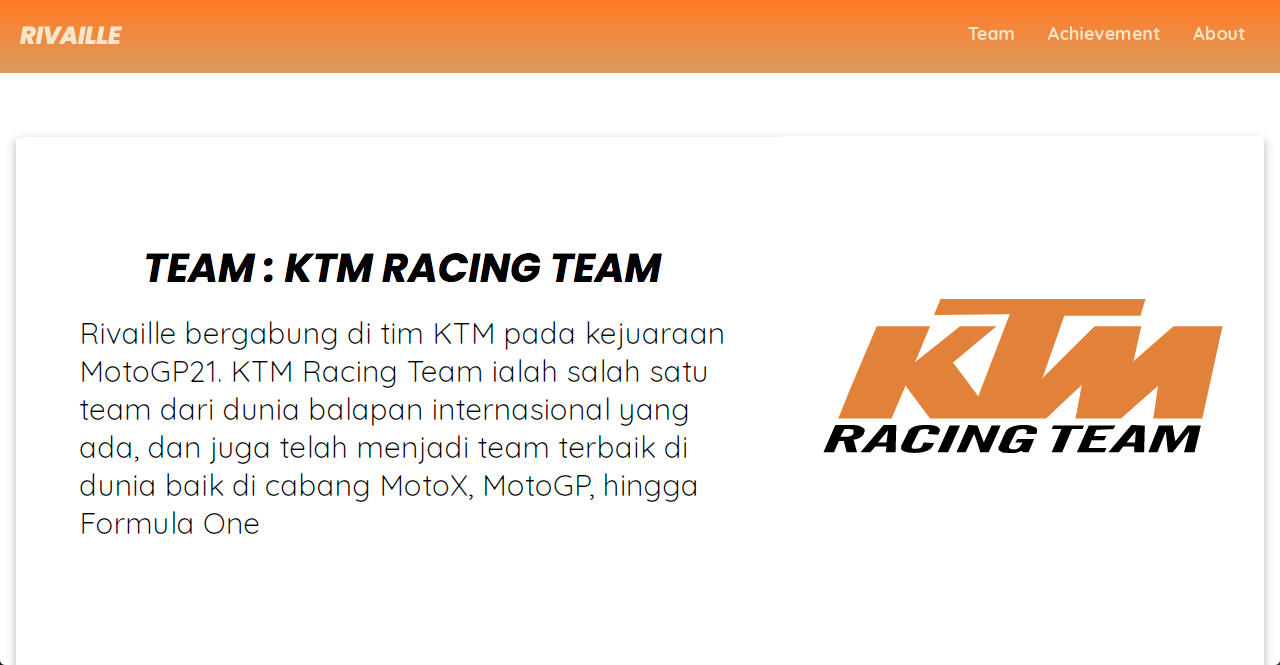 RIVAILLE
Team Achievement About
TEAM : KTM RACING TEAM
Rivaille bergabung di tim KTM pada kejuaraan
MotoGP21. KTM Racing Team ialah salah satu
team dari dunia balapan internasional yang
ada, dan juga telah menjadi team terbaik di
dunia baik di cabang MotoX, MotoGP, hingga
Formula One
KTM
RACING TEAM